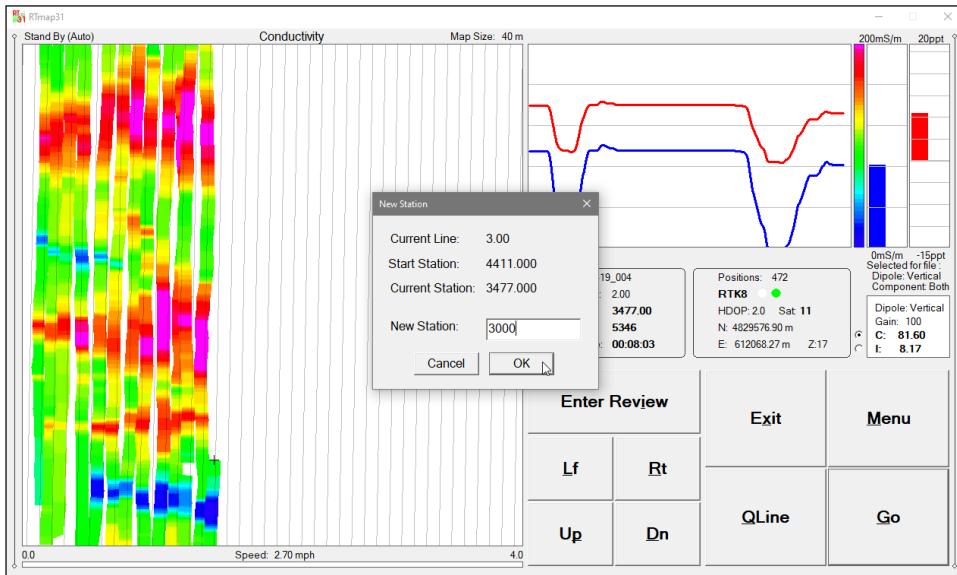 RT
31
RTmap31
Stand By (Auto) Conductivity Map Size: 40 m
200mS/m 20ppt
New Station
Current Line: 3.00
Start Station: 4411.000
Current Station: 3477.000
New Station: 3000
Cancel OK
0mS/m -15ppt
Selected for file :
Dipole: Vertical
Component: Both
19_004
: 2.00
3477.00
5346
: 00:08:03
Positions: 472
RTK8
HDOP: 2.0 Sat: 11
N: 4829576.90 m
E: 612068.27m Z:17
Dipole: Vertical
Gain: 100
C: 81.60
I: 8.17
Enter Review
Exit
Menu
Lf
Rt
QLine
Go
Up
Dn
0.0 Speed: 2.70 mph 4.0